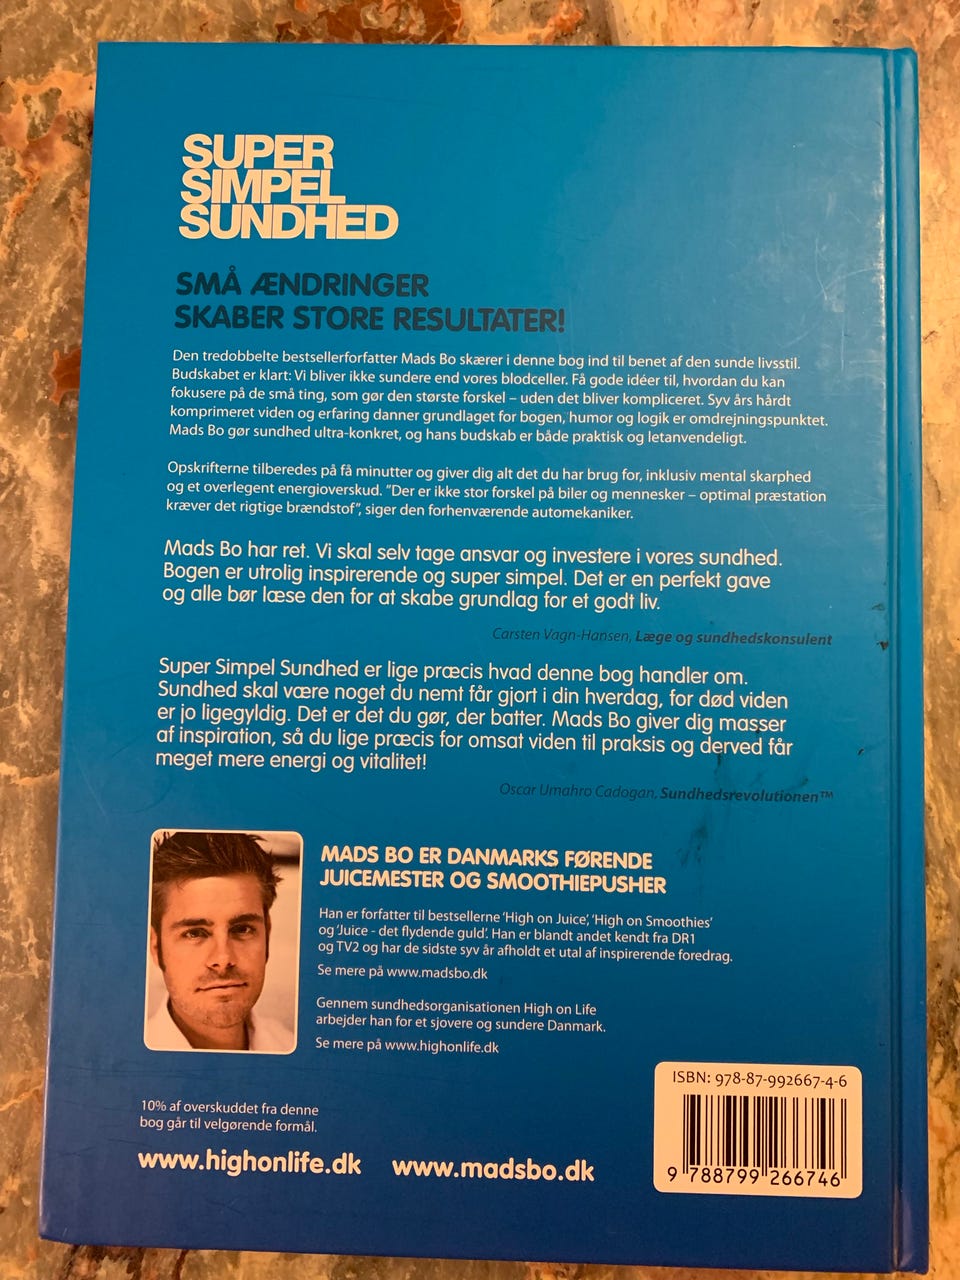 SUPER
SIMPEL
SUNDHED
SMÅ ÆNDRINGER
SKABER STORE RESULTATER!
Den tredobbelte bestsellerforfatter Mads Bo skærer i denne bog ind til benet af den sunde livsstil.
Budskabet er klart: Vi bliver ikke sundere end vores blodceller. Få gode idéer til, hvordan du kan
fokusere på de små ting, som gør den største forskel – uden det bliver kompliceret. Syv års hårdt
komprimeret viden og erfaring danner grundlaget for bogen, humor og logik er omdrejningspunktet.
Mads Bo gør sundhed ultra-konkret, og hans budskab er både praktisk og letanvendeligt.
Opskrifterne tilberedes på få minutter og giver dig alt det du har brug for, inklusiv mental skarphed
og et overlegent energioverskud. "Der er ikke stor forskel på biler og mennesker – optimal præstation
kræver det rigtige brændstof", siger den forhenværende automekaniker.
Mads Bo har ret. Vi skal selv tage ansvar og investere i vores sundhed.
Bogen er utrolig inspirerende og super simpel. Det er en perfekt gave
og alle bør læse den for at skabe grundlag for et godt liv.
Carsten Vagn-Hansen, Læge og sundhedskonsulent
Super Simpel Sundhed er lige præcis hvad denne bog handler om.
Sundhed skal være noget du nemt får gjort i din hverdag, for død viden
er jo ligegyldig. Det er det du gør, der batter. Mads Bo giver dig masser
af inspiration, så du lige præcis for omsat viden til praksis og derved får
meget mere energi og vitalitet!
Oscar Umahro Cadogan, Sundhedsrevolutionen™
MADS BO ER DANMARKS FØRENDE
JUICEMESTER OG SMOOTHIEPUSHER
Han er forfatter til bestsellerne 'High on Juice', 'High on Smoothies'
og 'Juice - det flydende guld'. Han er blandt andet kendt fra DR1
og TV2 og har de sidste syv år afholdt et utal af inspirerende foredrag.
Se mere på www.madsbo.dk
Gennem sundhedsorganisationen High on Life
arbejder han for et sjovere og sundere Danmark.
Se mere på www.highonlife.dk
10% af overskuddet fra denne
bog går til velgørende formål.
www.highonlife.dk www.madsbo.dk
ISBN: 978-87-992667-4-6
9 788799 266746